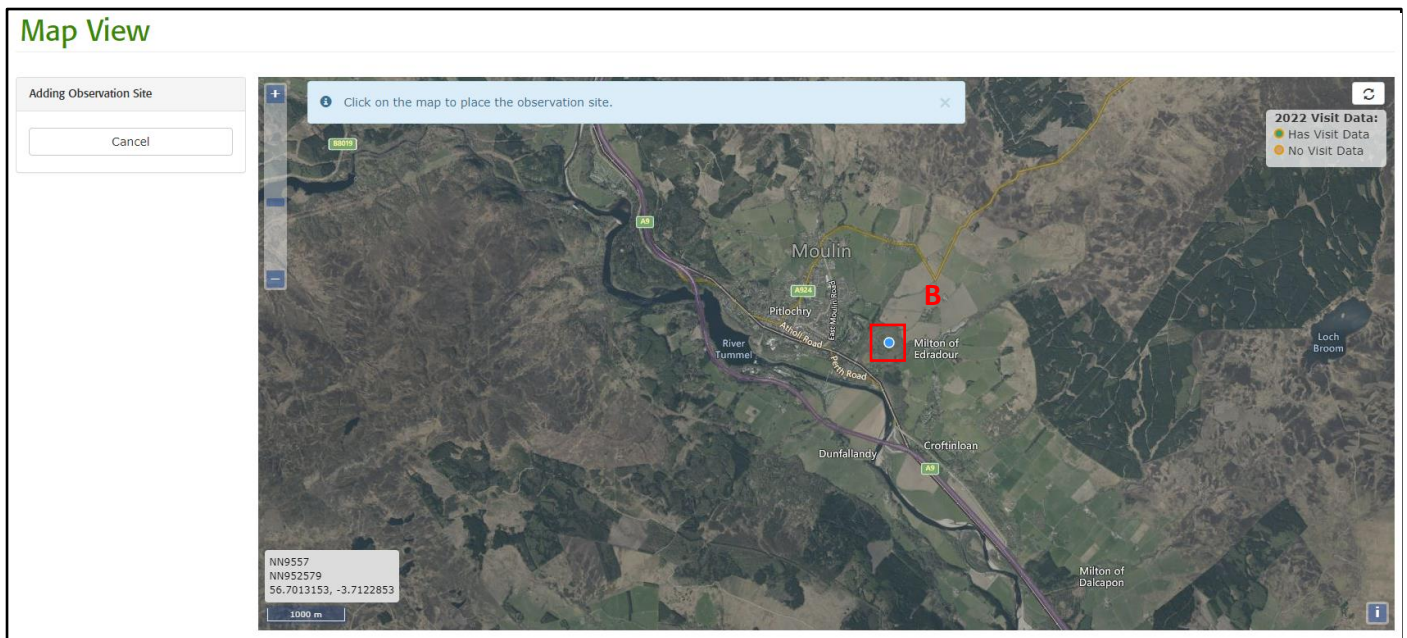 Map View
Adding Observation Site
Cancel
+
Click on the map to place the observation site.
×
2022 Visit Data:
Has Visit Data
No Visit Data
B8019
A9
Moulin
A924
B
Pitlochry
East Moulin Road
Atholl Road
River
Tummel
Perth Road
Milton of
Edradour
Loch
Broom
Dunfallandy
Croftinloan
A9
Milton of
Dalcapon
NN9557
NN952579
56.7013153, -3.7122853
1000 m
i